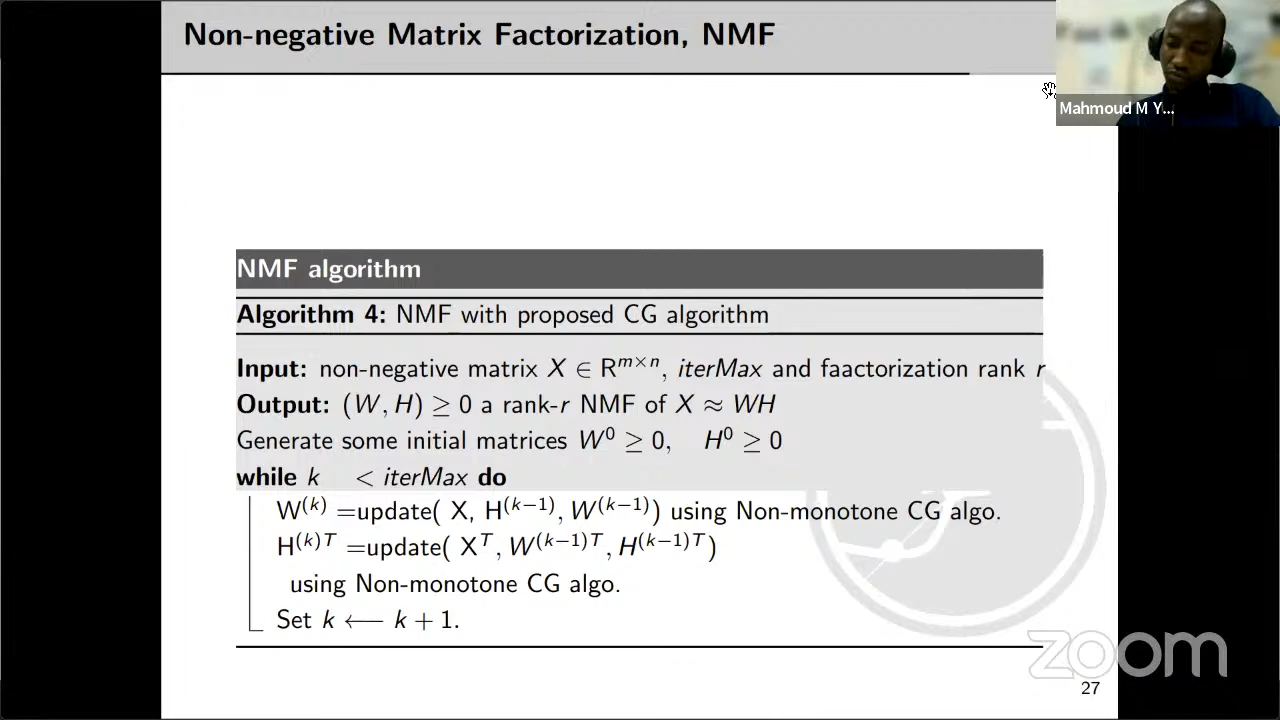 Non-negative Matrix Factorization, NMF
Mahmoud M Y...
NMF algorithm
Algorithm 4: NMF with proposed CG algorithm
Input: non-negative matrix X ∈ R^{m×n}, iterMax and faactorization rank r
Output: (W, H) ≥ 0 a rank-r NMF of X ≈ WH
Generate some initial matrices W^0 ≥ 0, H^0 ≥ 0
while k < iterMax do
W^{(k)} =update( X, H^{(k−1)}, W^{(k−1)}) using Non-monotone CG algo.
H^{(k)T} =update( X^T, W^{(k−1)T}, H^{(k−1)T})
using Non-monotone CG algo.
Set k ⟵ k + 1.
zoom
27